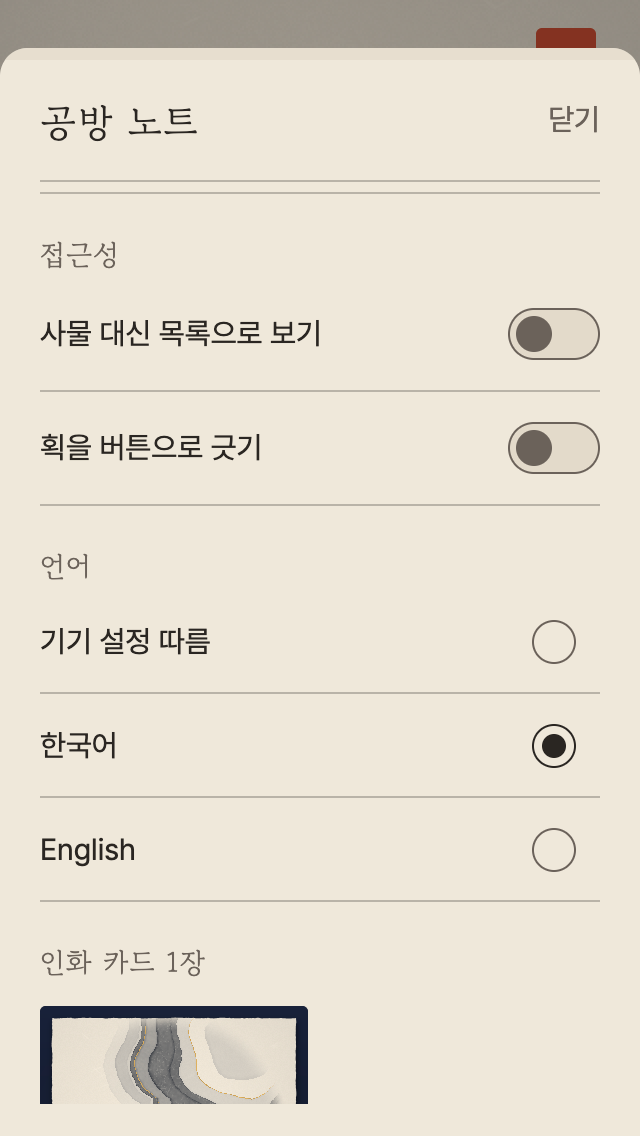 공방 노트
닫기
접근성
사물 대신 목록으로 보기
획을 버튼으로 긋기
언어
기기 설정 따름
한국어
English
인화 카드 1장